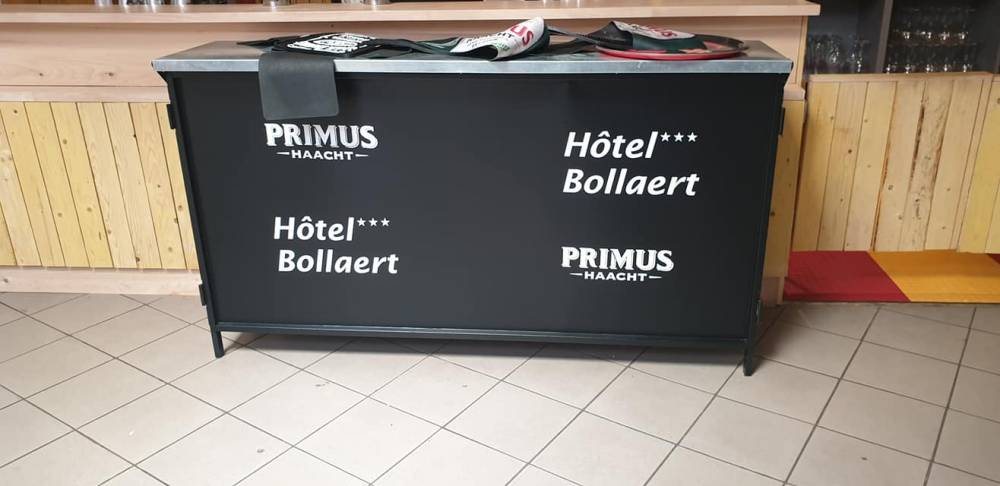 PRIMUS
HAACHT
Hôtel***
Bollaert
Hôtel***
Bollaert
PRIMUS
HAACHT